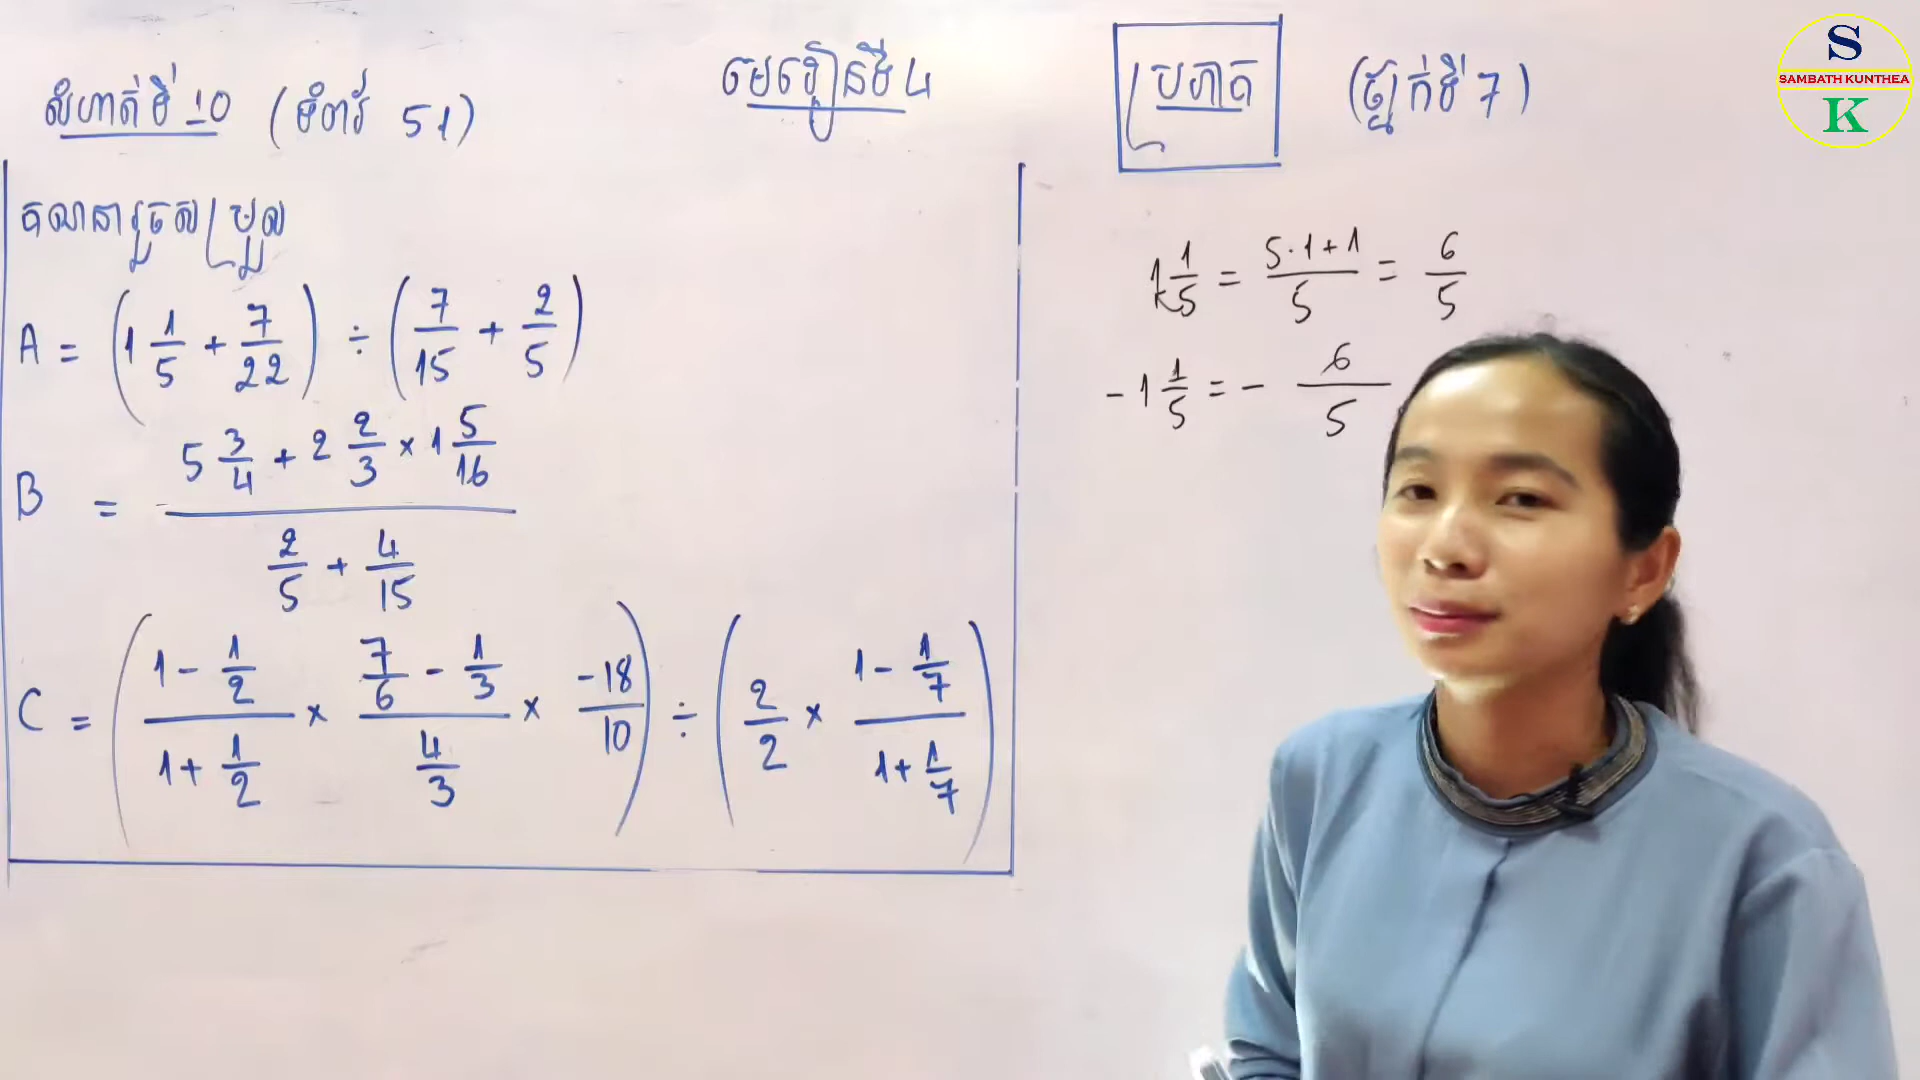 លំហាត់ទី 10 (ទំព័រ 51)
មេរៀនទី 4
ប្រភាគ
(ថ្នាក់ទី 7)
S
SAMBATH KUNTHEA
K
គណនារួចសម្រួល
A = (1 1/5 + 7/22) ÷ (7/15 + 2/5)
B = (5 3/4 + 2 2/3 × 1 5/16) / (2/5 + 4/15)
C = ((1 - 1/2)/(1 + 1/2) × (7/6 - 1/3)/(4/3) × -18/10) ÷ (2/2 × (1 - 1/7)/(1 + 1/7))
1 1/5 = (5·1+1)/5 = 6/5
-1 1/5 = - 6/5